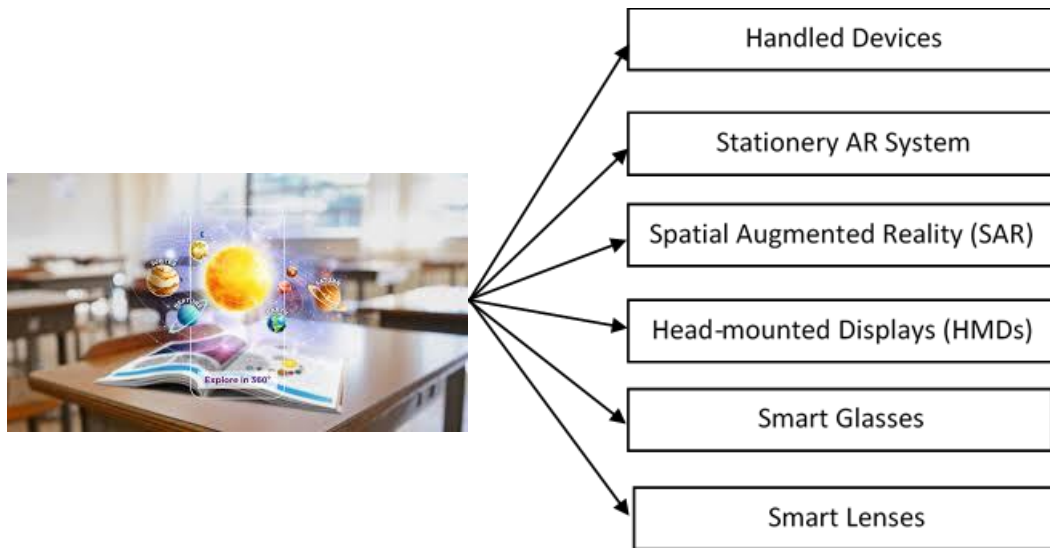 Handled Devices
Stationery AR System
Spatial Augmented Reality (SAR)
Head-mounted Displays (HMDs)
Smart Glasses
Smart Lenses
Explore in 360°